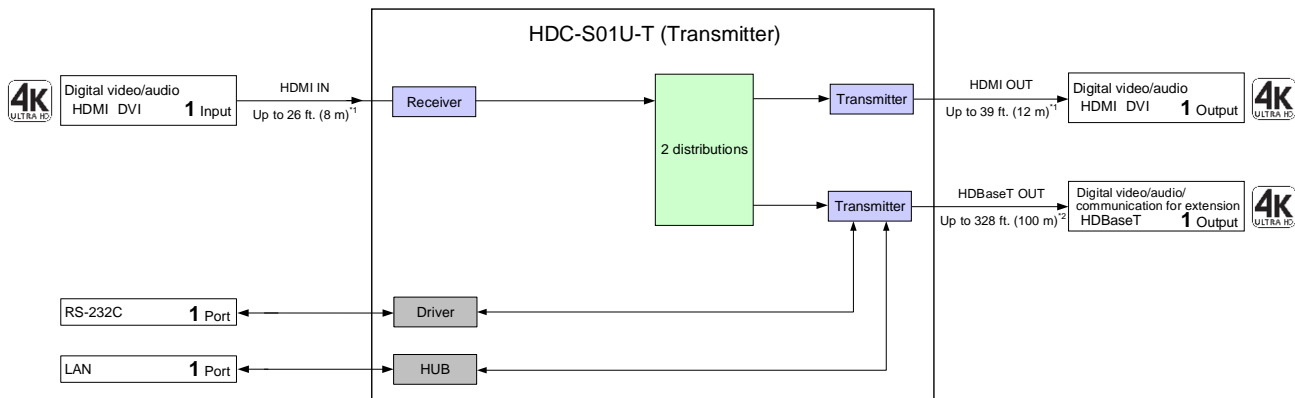 HDC-S01U-T (Transmitter)
4K
ULTRA HD
Digital video/audio
HDMI DVI 1 Input
HDMI IN
Up to 26 ft. (8 m)*1
Receiver
2 distributions
Transmitter
HDMI OUT
Up to 39 ft. (12 m)*1
Digital video/audio
HDMI DVI 1 Output
4K
ULTRA HD
Transmitter
HDBaseT OUT
Up to 328 ft. (100 m)*2
Digital video/audio/
communication for extension
HDBaseT 1 Output
4K
ULTRA HD
RS-232C 1 Port
Driver
LAN 1 Port
HUB